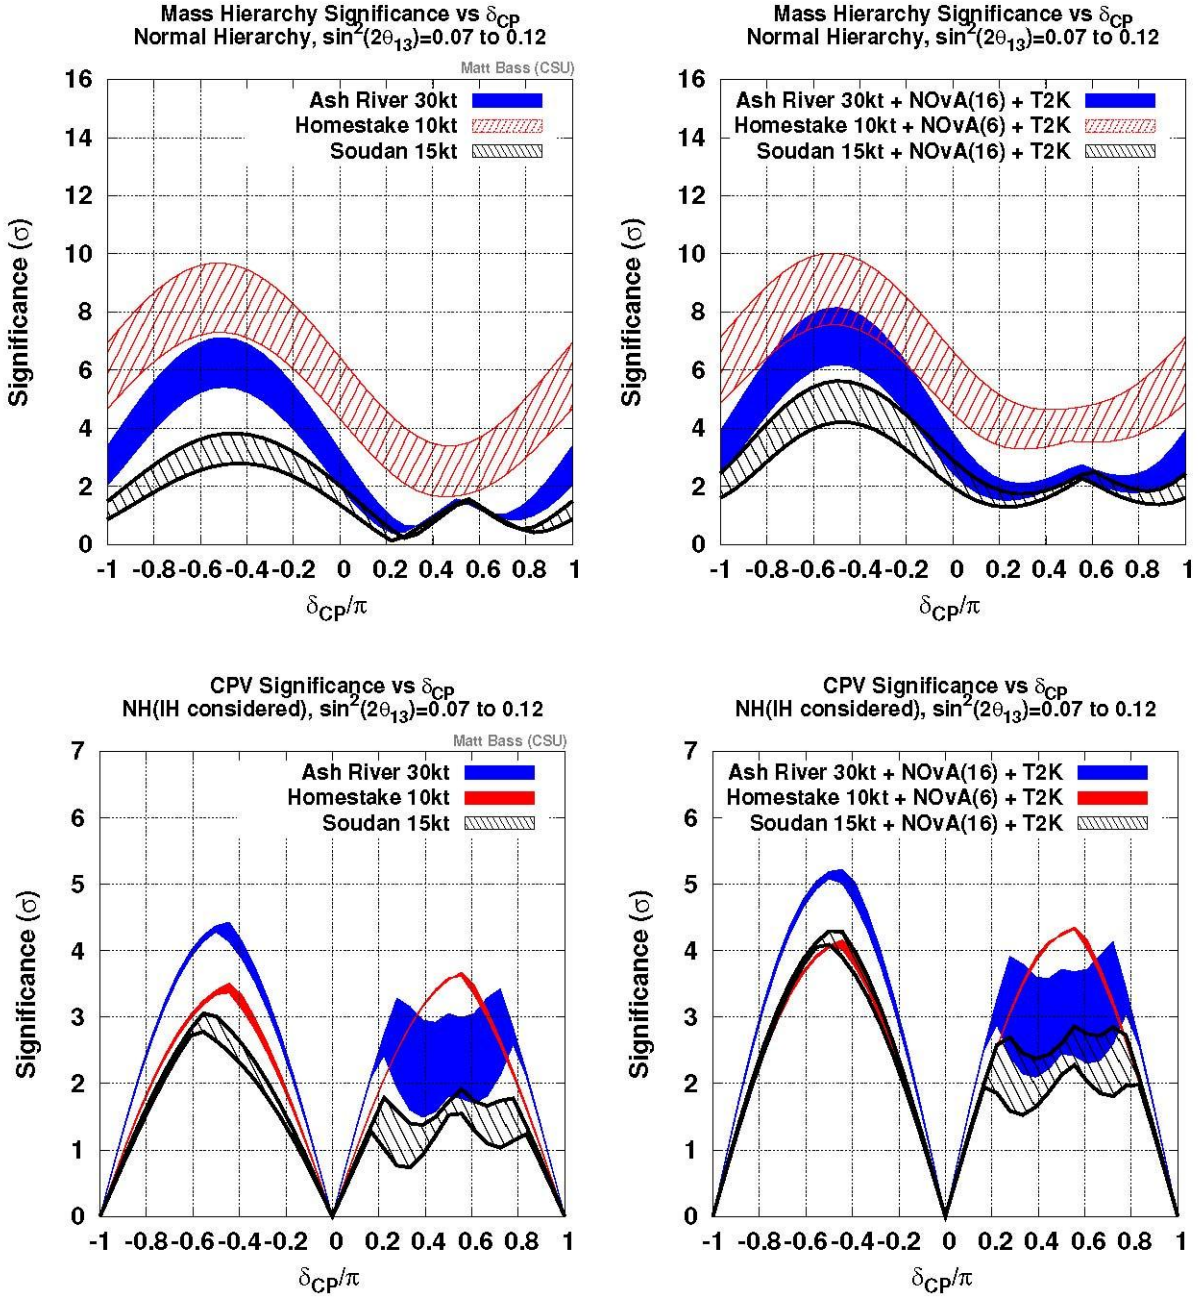 Mass Hierarchy Significance vs δCP
Normal Hierarchy, sin²(2θ13)=0.07 to 0.12
Matt Bass (CSU)
Ash River 30kt
Homestake 10kt
Soudan 15kt
Significance (σ)
16
14
12
10
8
6
4
2
0
-1 -0.8 -0.6 -0.4 -0.2 0 0.2 0.4 0.6 0.8 1
δCP/π
Mass Hierarchy Significance vs δCP
Normal Hierarchy, sin²(2θ13)=0.07 to 0.12
Ash River 30kt + NOvA(16) + T2K
Homestake 10kt + NOvA(6) + T2K
Soudan 15kt + NOvA(16) + T2K
Significance (σ)
16
14
12
10
8
6
4
2
0
-1 -0.8 -0.6 -0.4 -0.2 0 0.2 0.4 0.6 0.8 1
δCP/π
CPV Significance vs δCP
NH(IH considered), sin²(2θ13)=0.07 to 0.12
Matt Bass (CSU)
Ash River 30kt
Homestake 10kt
Soudan 15kt
Significance (σ)
7
6
5
4
3
2
1
0
-1 -0.8 -0.6 -0.4 -0.2 0 0.2 0.4 0.6 0.8 1
δCP/π
CPV Significance vs δCP
NH(IH considered), sin²(2θ13)=0.07 to 0.12
Ash River 30kt + NOvA(16) + T2K
Homestake 10kt + NOvA(6) + T2K
Soudan 15kt + NOvA(16) + T2K
Significance (σ)
7
6
5
4
3
2
1
0
-1 -0.8 -0.6 -0.4 -0.2 0 0.2 0.4 0.6 0.8 1
δCP/π